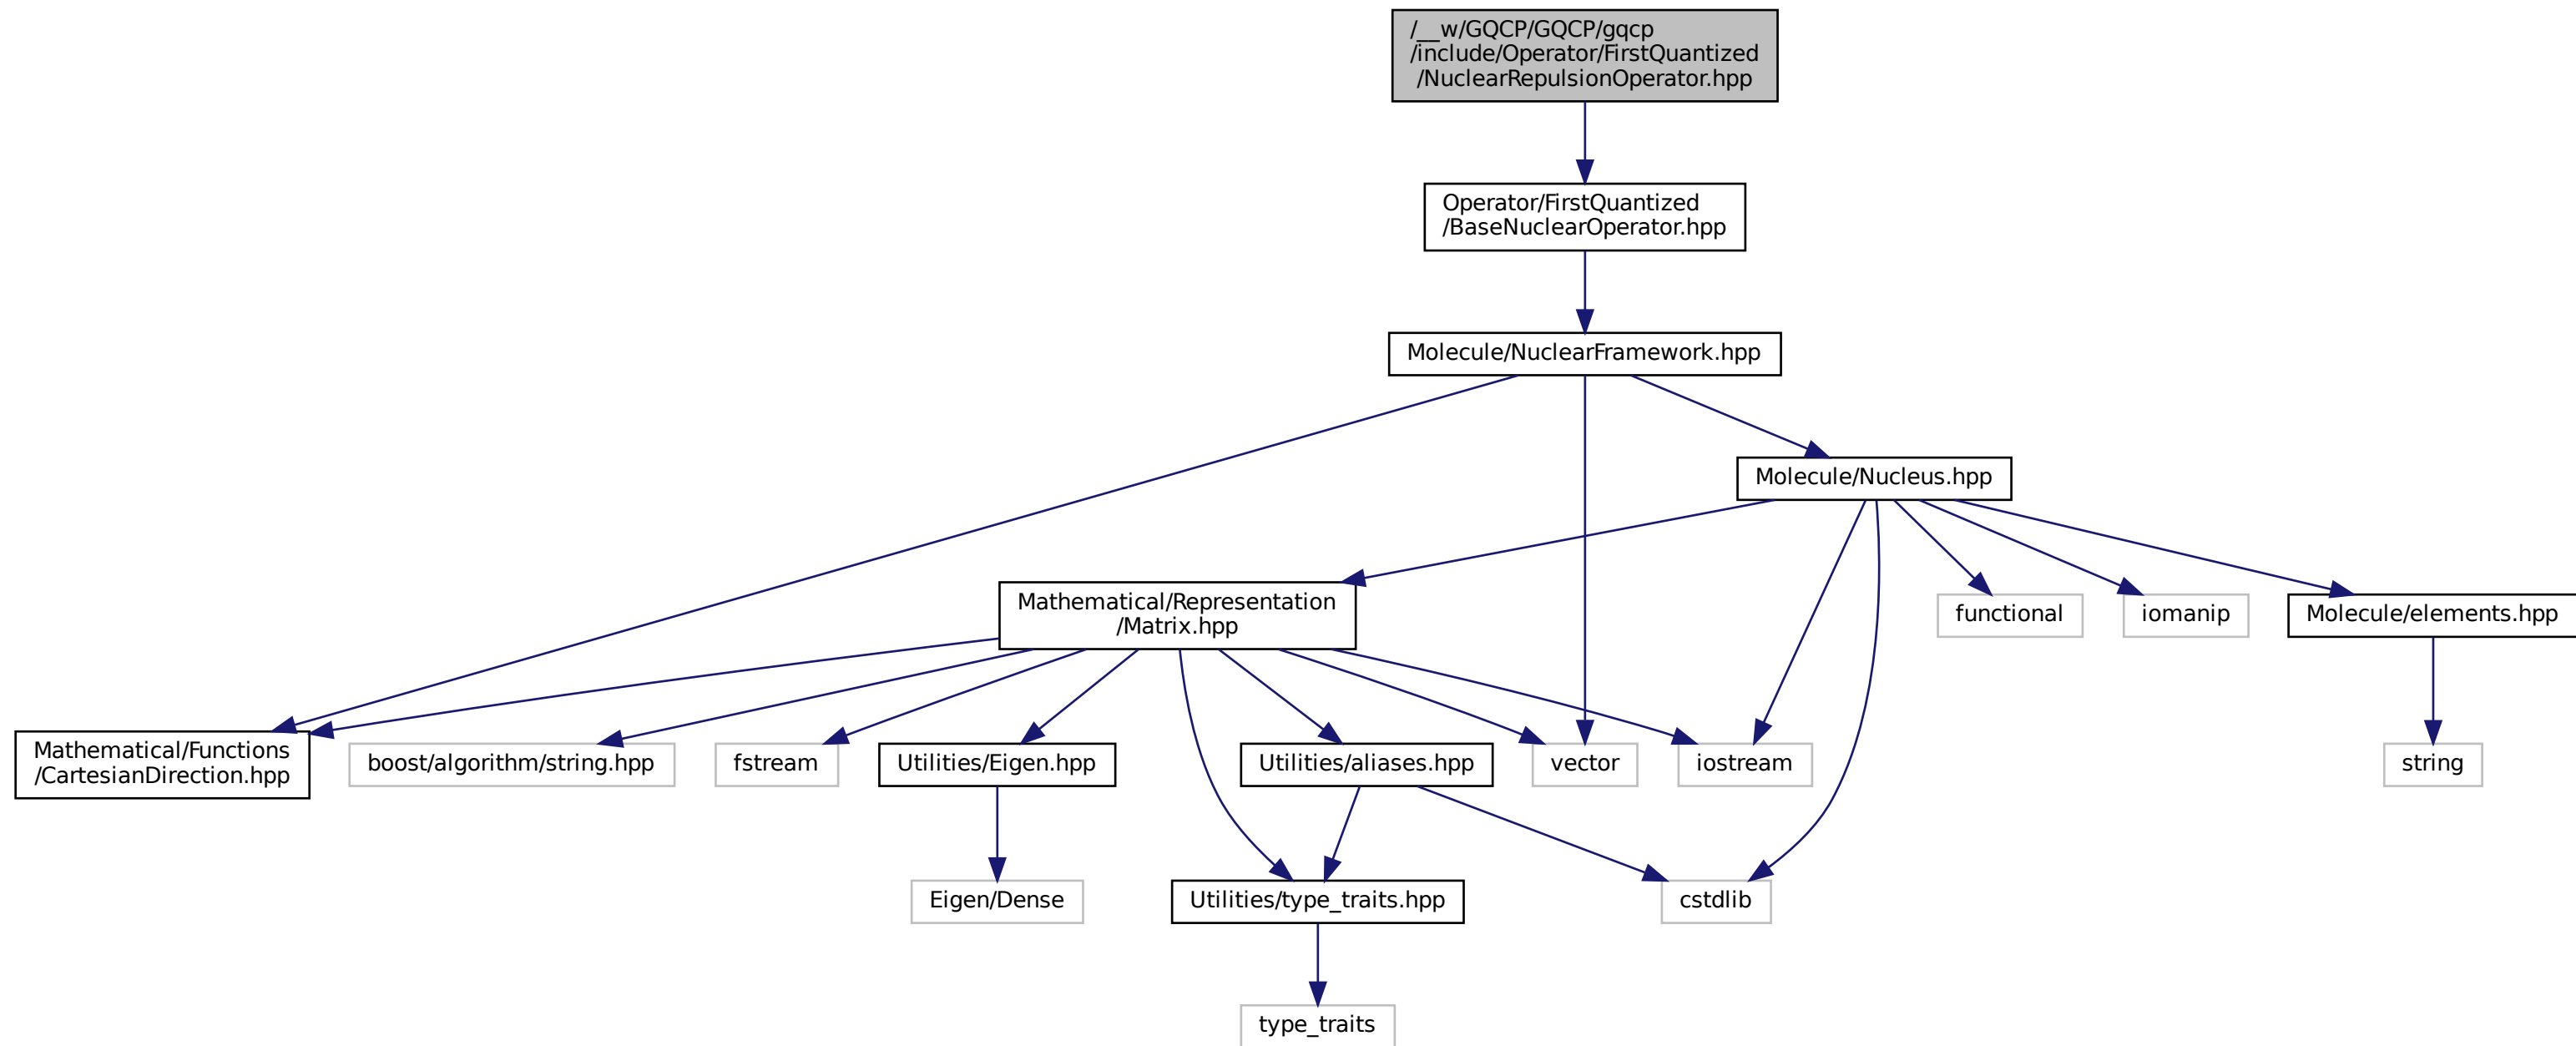 /__w/GQCP/GQCP/gqcp
/include/Operator/FirstQuantized
/NuclearRepulsionOperator.hpp
Operator/FirstQuantized
/BaseNuclearOperator.hpp
Molecule/NuclearFramework.hpp
Molecule/Nucleus.hpp
Mathematical/Representation
/Matrix.hpp
functional
iomanip
Molecule/elements.hpp
Mathematical/Functions
/CartesianDirection.hpp
boost/algorithm/string.hpp
fstream
Utilities/Eigen.hpp
Utilities/aliases.hpp
vector
iostream
string
Eigen/Dense
Utilities/type_traits.hpp
cstdlib
type_traits